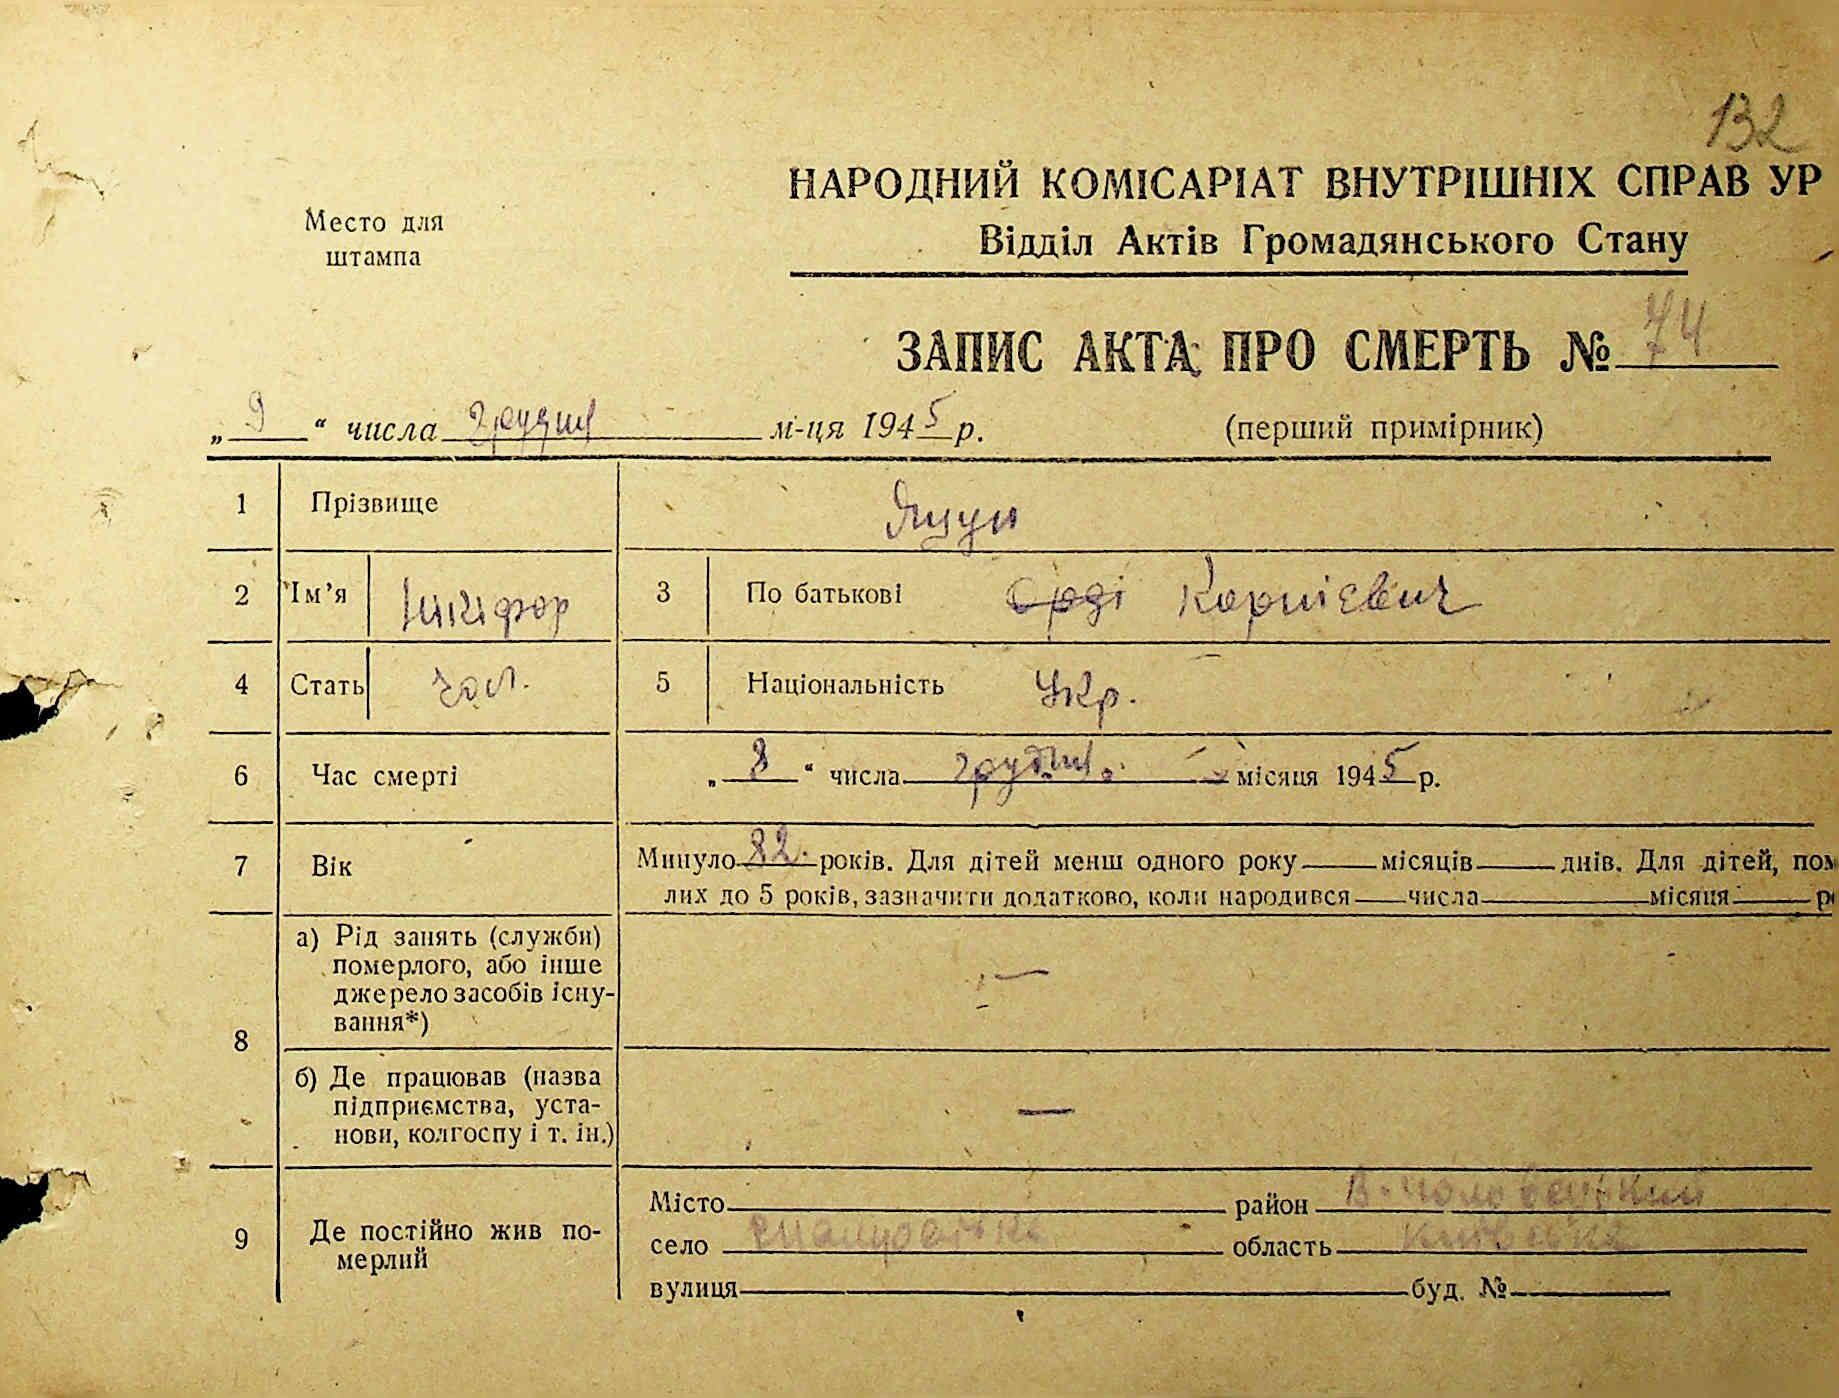 132
НАРОДНИЙ КОМІСАРІАТ ВНУТРІШНІХ СПРАВ УР
Место для
штампа
Відділ Актів Громадянського Стану
ЗАПИС АКТА ПРО СМЕРТЬ № 74
„ 9 “ числа грудня м-ця 1945 р. (перший примірник)
1 Прізвище Яцун
2 Ім’я Никифор 3 По батькові Корнієвич
4 Стать чол. 5 Національність Укр.
6 Час смерті „ 8 “ числа грудня місяця 1945 р.
7 Вік Минуло 82 років. Для дітей менш одного року місяців днів. Для дітей, пом
лих до 5 років, зазначити додатково, коли народився числа місяця р
8 а) Рід занять (служби)
померлого, або інше
джерело засобів існу-
вання*) —
б) Де працював (назва
підприємства, уста-
нови, колгоспу і т. ін.) —
9 Де постійно жив по-
мерлий
Місто район В-Половецкий
село область Київська
вулиця буд. №